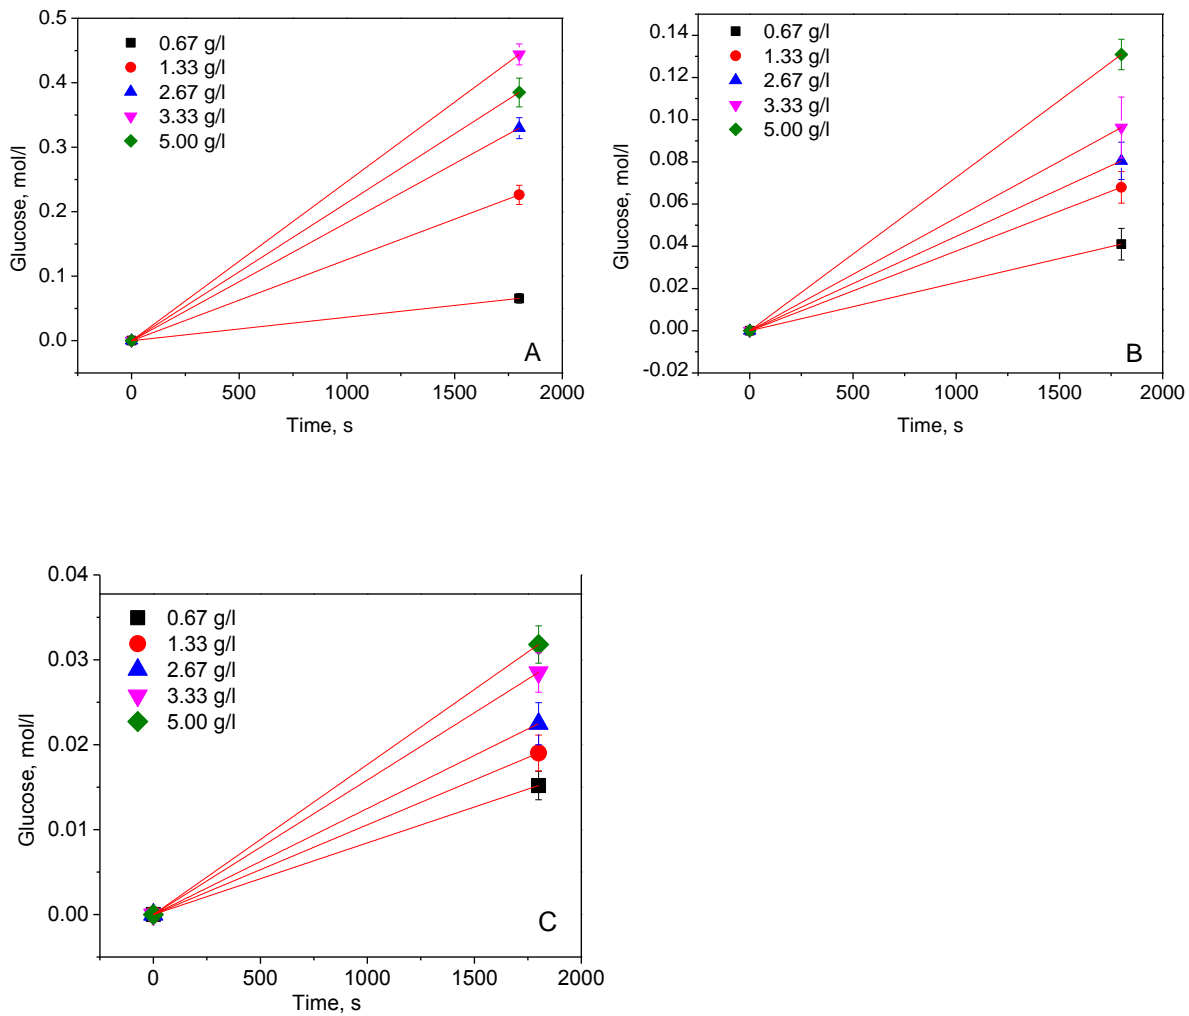 0.5
0.4
0.3
0.2
0.1
0.0
Glucose, mol/l
0.67 g/l
1.33 g/l
2.67 g/l
3.33 g/l
5.00 g/l
A
0 500 1000 1500 2000
Time, s
0.14
0.12
0.10
0.08
0.06
0.04
0.02
0.00
-0.02
Glucose, mol/l
0.67 g/l
1.33 g/l
2.67 g/l
3.33 g/l
5.00 g/l
B
0 500 1000 1500 2000
Time, s
0.04
0.03
0.02
0.01
0.00
Glucose, mol/l
0.67 g/l
1.33 g/l
2.67 g/l
3.33 g/l
5.00 g/l
C
0 500 1000 1500 2000
Time, s